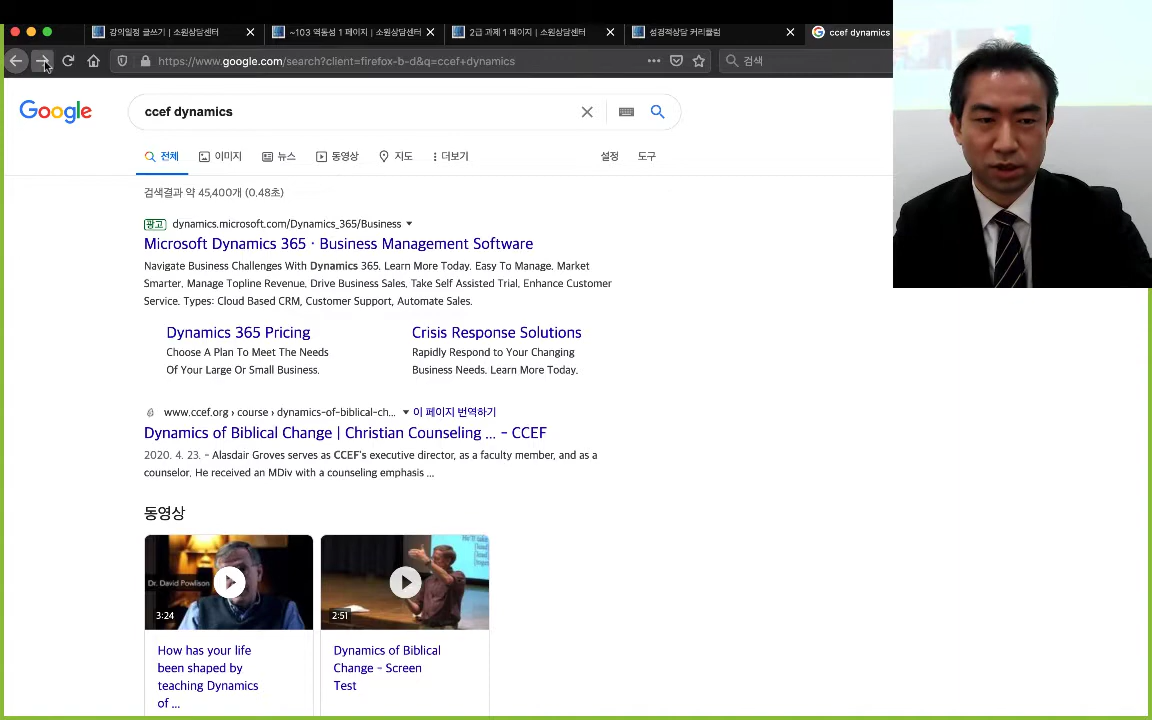 강의일정 글쓰기 | 소원상담센터
~103 역동성 1 페이지 | 소원상담센터
2급 과제 1 페이지 | 소원상담센터
성경적상담 커리큘럼
ccef dynamics
https://www.google.com/search?client=firefox-b-d&q=ccef+dynamics
검색
Google
ccef dynamics
전체
이미지
뉴스
동영상
지도
더보기
설정
도구
검색결과 약 45,400개 (0.48초)
광고 dynamics.microsoft.com/Dynamics_365/Business
Microsoft Dynamics 365 · Business Management Software
Navigate Business Challenges With Dynamics 365. Learn More Today. Easy To Manage. Market
Smarter, Manage Topline Revenue, Drive Business Sales, Take Self Assisted Trial, Enhance Customer
Service. Types: Cloud Based CRM, Customer Support, Automate Sales.
Dynamics 365 Pricing
Choose A Plan To Meet The Needs
Of Your Large Or Small Business.
Crisis Response Solutions
Rapidly Respond to Your Changing
Business Needs. Learn More Today.
www.ccef.org › course › dynamics-of-biblical-ch... 이 페이지 번역하기
Dynamics of Biblical Change | Christian Counseling ... - CCEF
2020. 4. 23. - Alasdair Groves serves as CCEF's executive director, as a faculty member, and as a
counselor. He received an MDiv with a counseling emphasis ...
동영상
Dr. David Powlison
3:24
2:51
How has your life
been shaped by
teaching Dynamics
of ...
Dynamics of Biblical
Change - Screen
Test